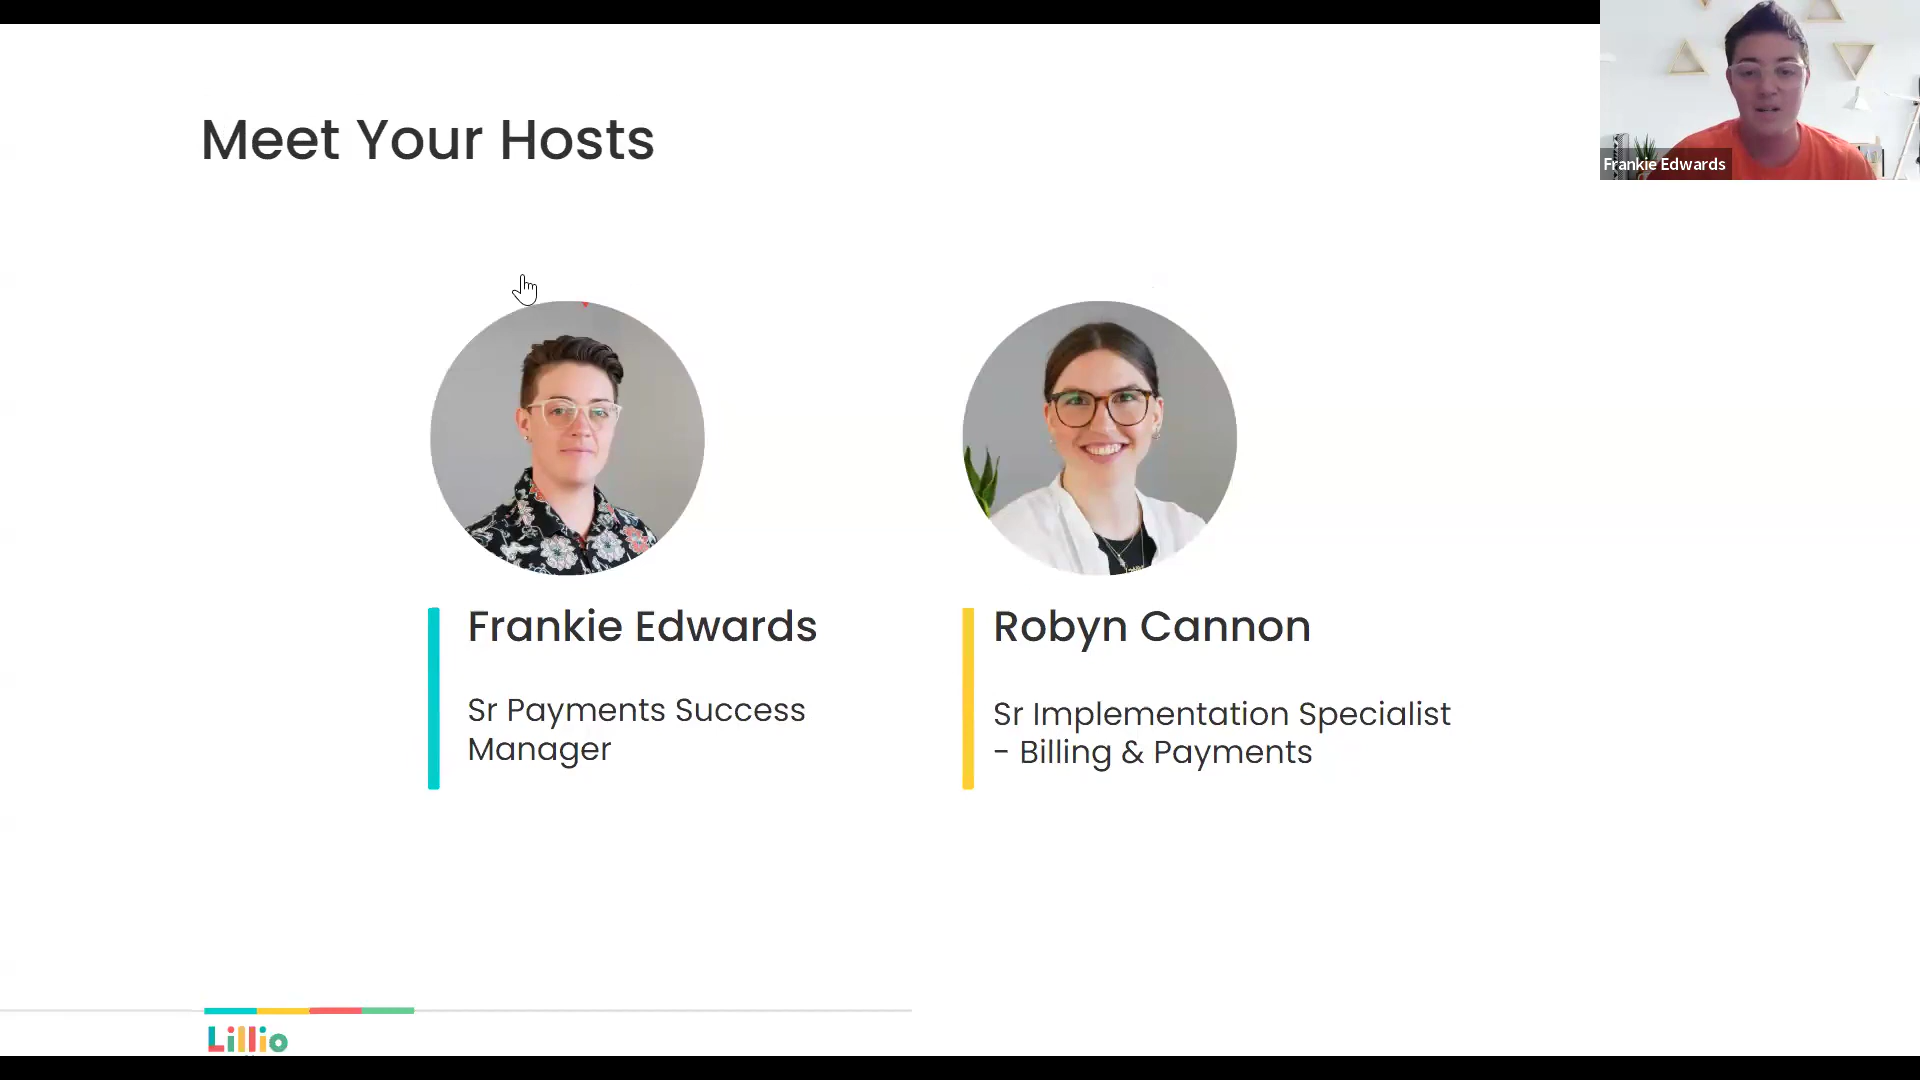 Meet Your Hosts
Frankie Edwards
Frankie Edwards
Sr Payments Success
Manager
Robyn Cannon
Sr Implementation Specialist
- Billing & Payments
Lillio